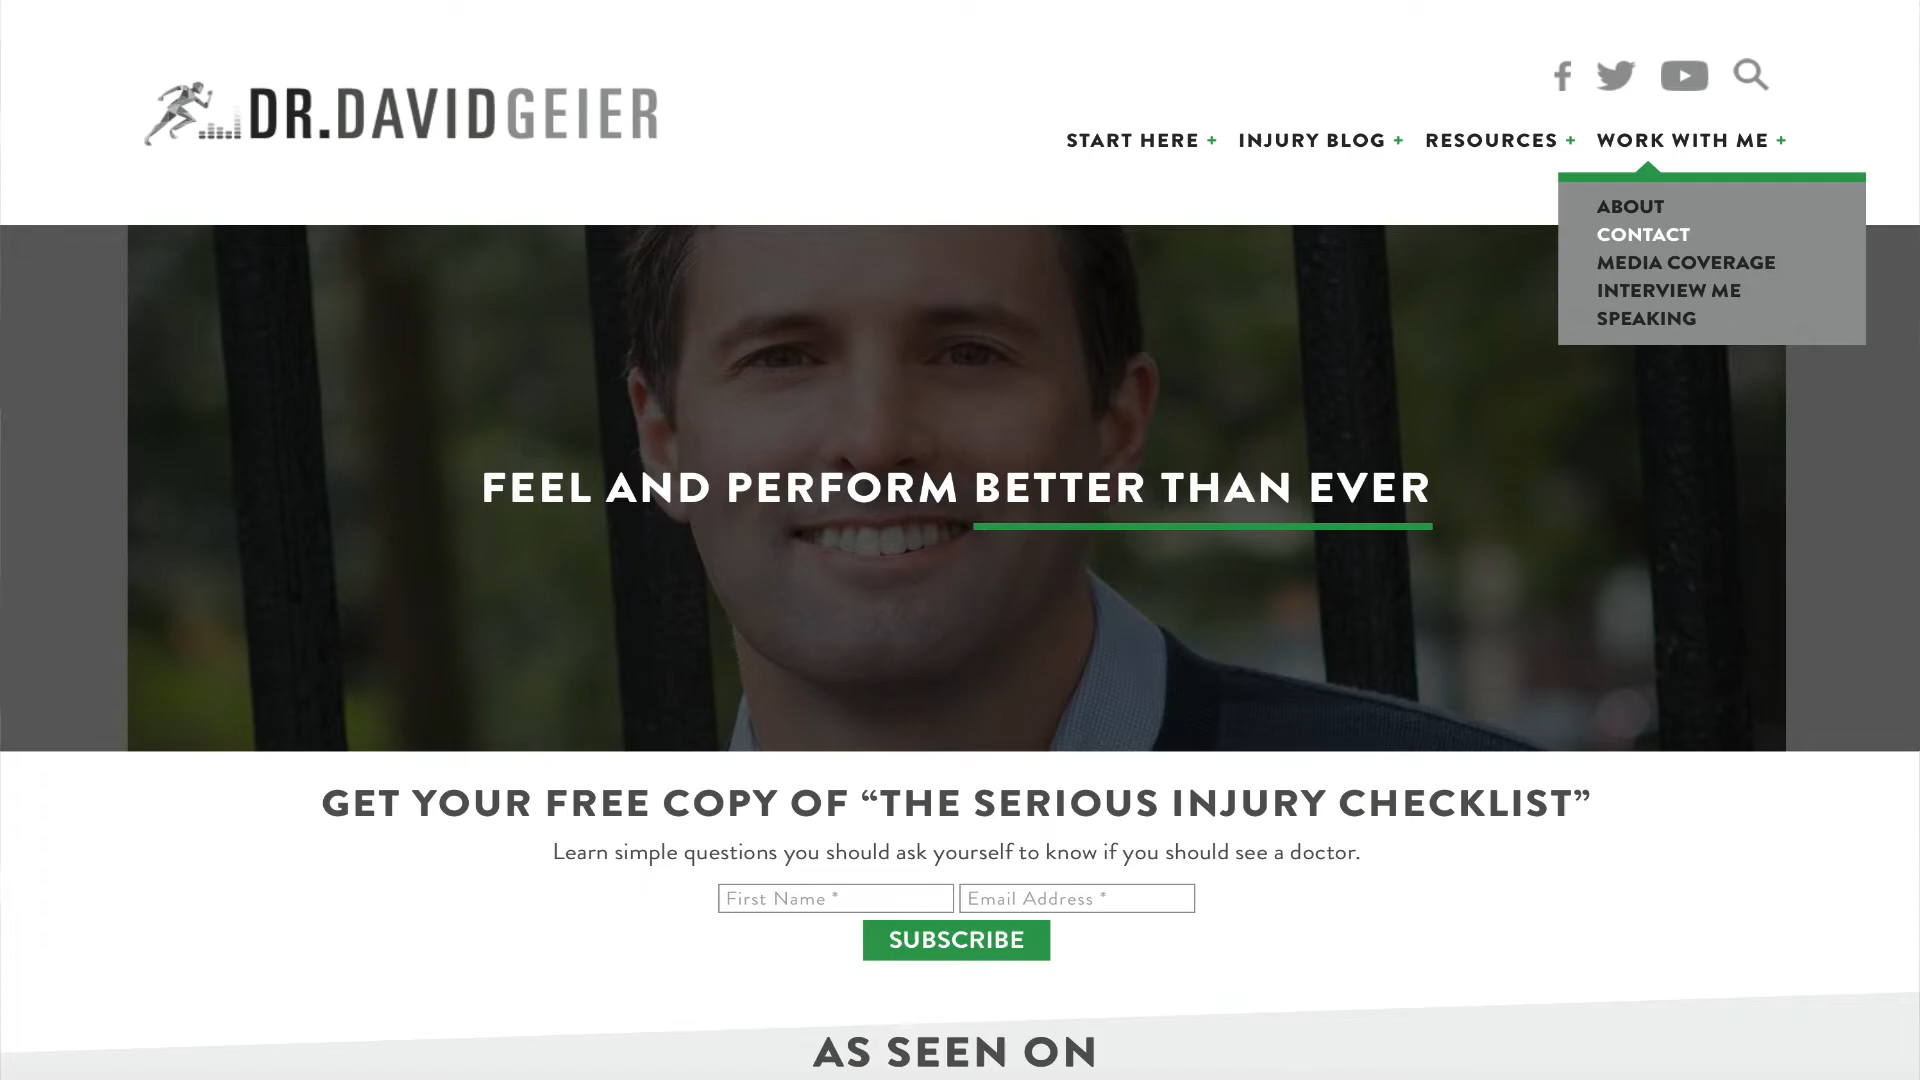 DR.DAVIDGEIER
START HERE + INJURY BLOG + RESOURCES + WORK WITH ME +
ABOUT
CONTACT
MEDIA COVERAGE
INTERVIEW ME
SPEAKING
FEEL AND PERFORM BETTER THAN EVER
GET YOUR FREE COPY OF “THE SERIOUS INJURY CHECKLIST”
Learn simple questions you should ask yourself to know if you should see a doctor.
First Name * Email Address *
SUBSCRIBE
AS SEEN ON